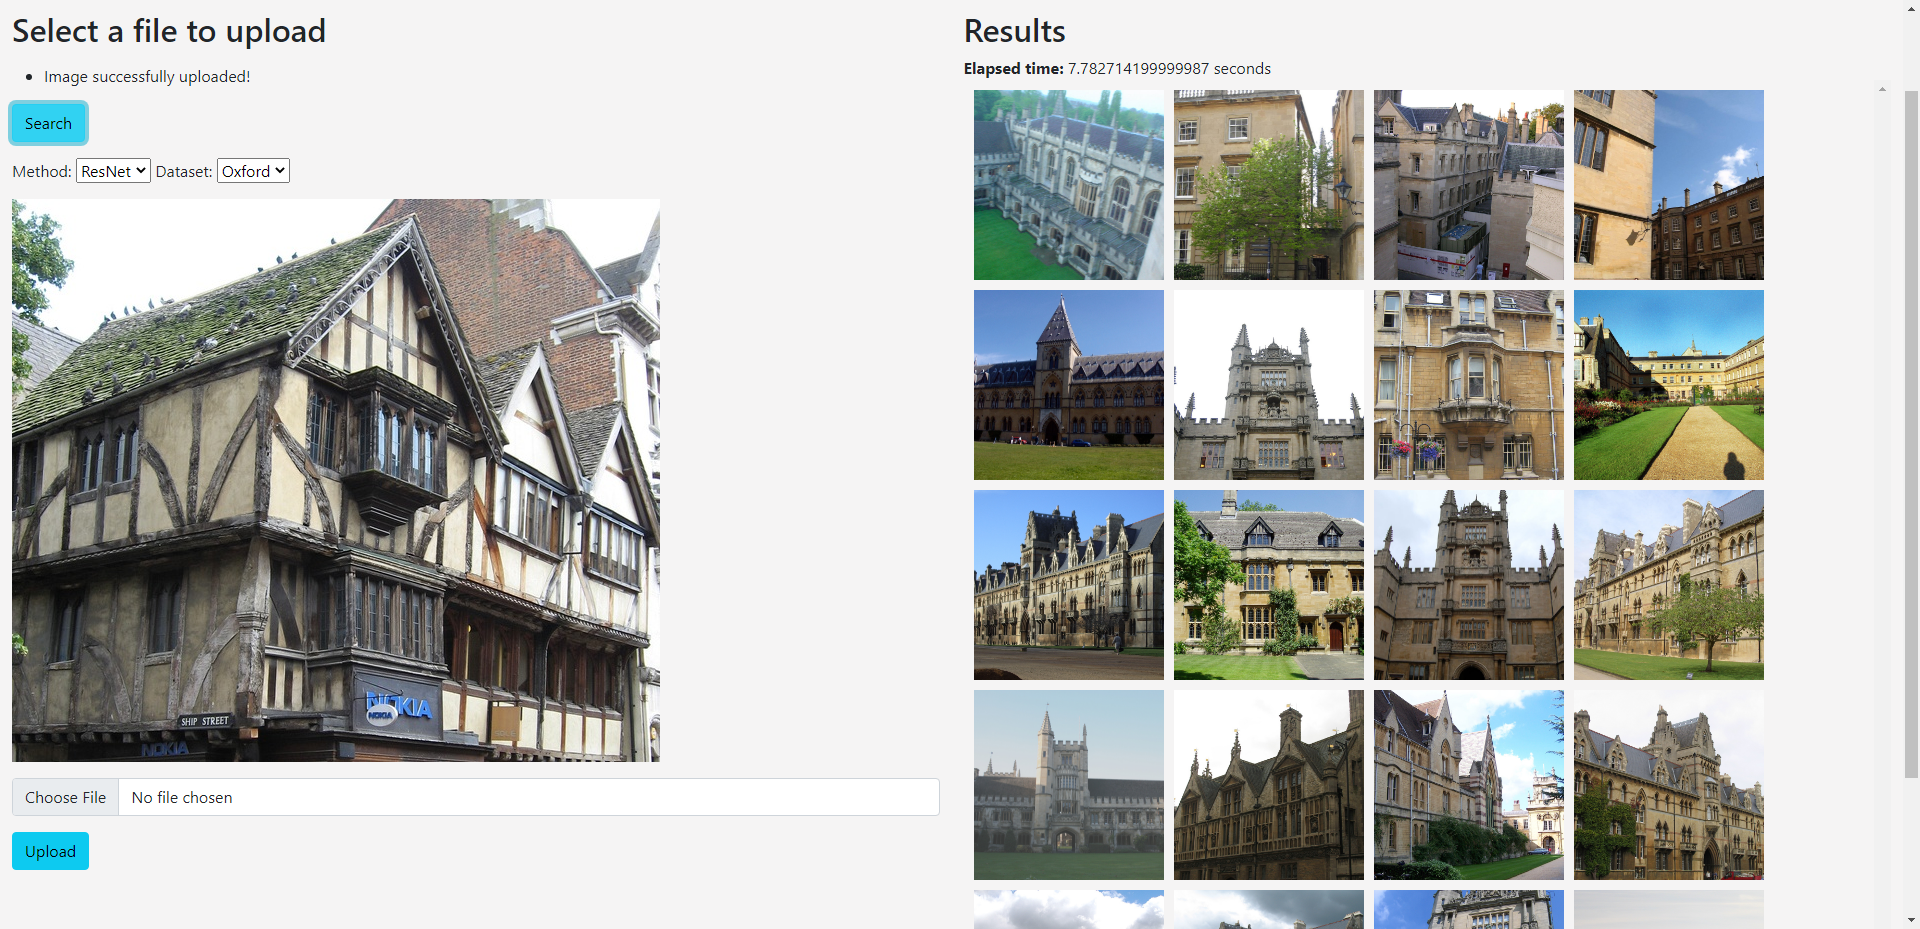 Select a file to upload
Image successfully uploaded!
Search
Method: ResNet Dataset: Oxford
SHIP STREET
NOKIA
NOKIA
NOKIA
Choose File No file chosen
Upload
Results
Elapsed time: 7.782714199999987 seconds